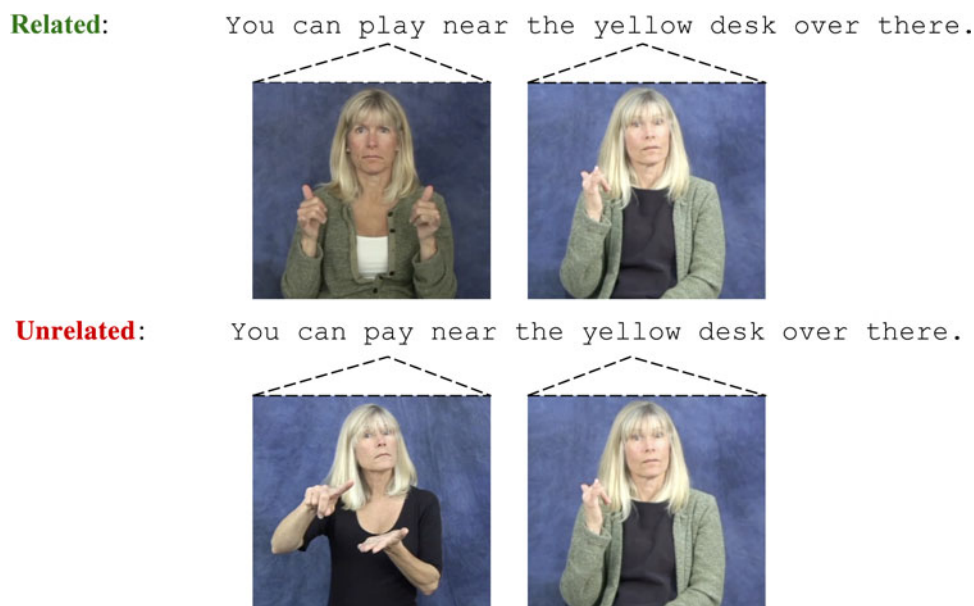 Related: You can play near the yellow desk over there.
Unrelated: You can pay near the yellow desk over there.